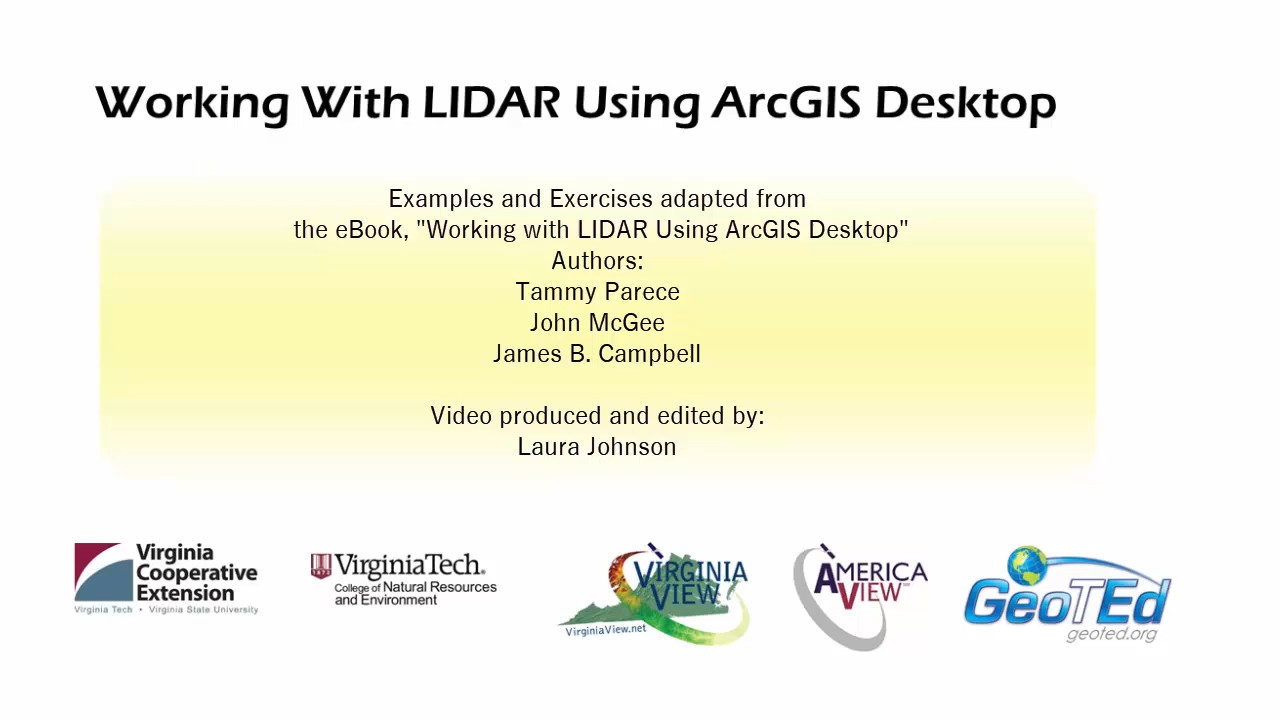 Working With LIDAR Using ArcGIS Desktop
Examples and Exercises adapted from
the eBook, "Working with LIDAR Using ArcGIS Desktop"
Authors:
Tammy Parece
John McGee
James B. Campbell
Video produced and edited by:
Laura Johnson
Virginia
Cooperative
Extension
Virginia Tech • Virginia State University
VirginiaTech
College of Natural Resources
and Environment
1872
VIRGINIA
VIEW
VirginiaView.net
AMERICA
VIEW
GeoTEd
geoted.org